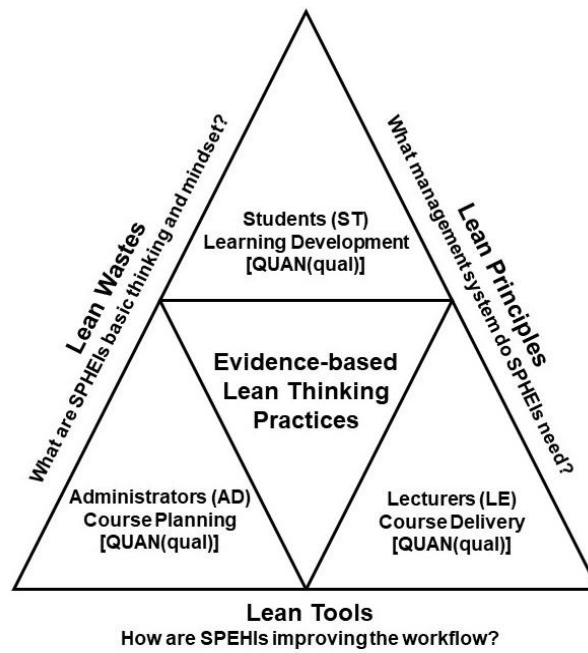 Lean Wastes
What are SPHEIs basic thinking and mindset?
Lean Principles
What management system do SPHEIs need?
Students (ST)
Learning Development
[QUAN(qual)]
Evidence-based
Lean Thinking
Practices
Administrators (AD)
Course Planning
[QUAN(qual)]
Lecturers (LE)
Course Delivery
[QUAN(qual)]
Lean Tools
How are SPEHIs improving the workflow?